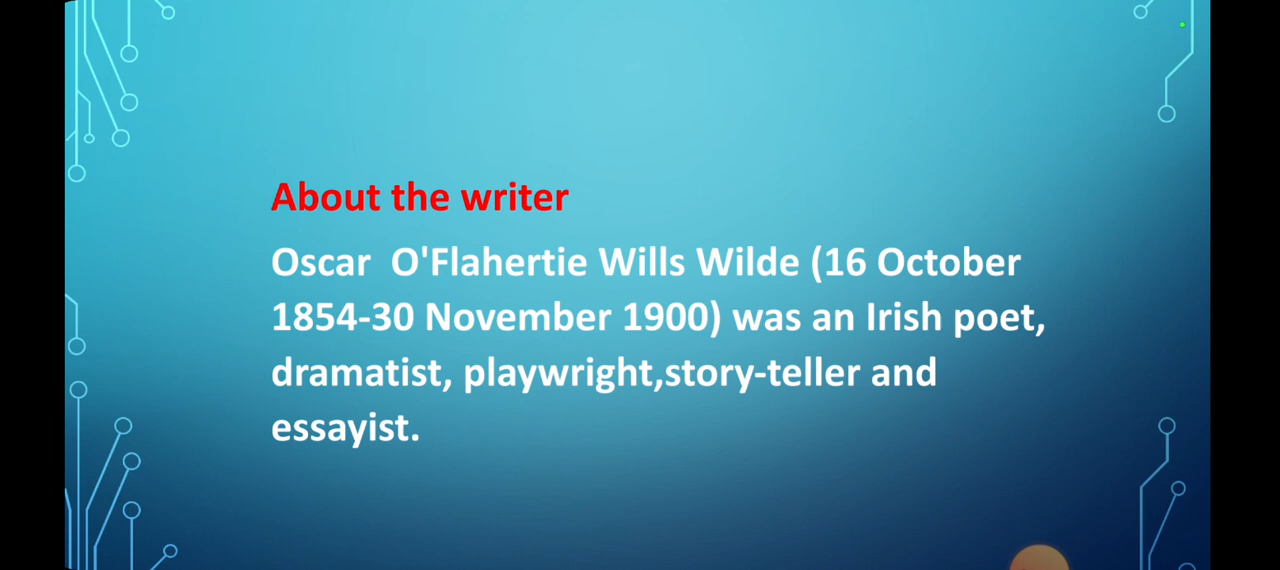 About the writer
Oscar  O'Flahertie Wills Wilde (16 October
1854-30 November 1900) was an Irish poet,
dramatist, playwright,story-teller and
essayist.